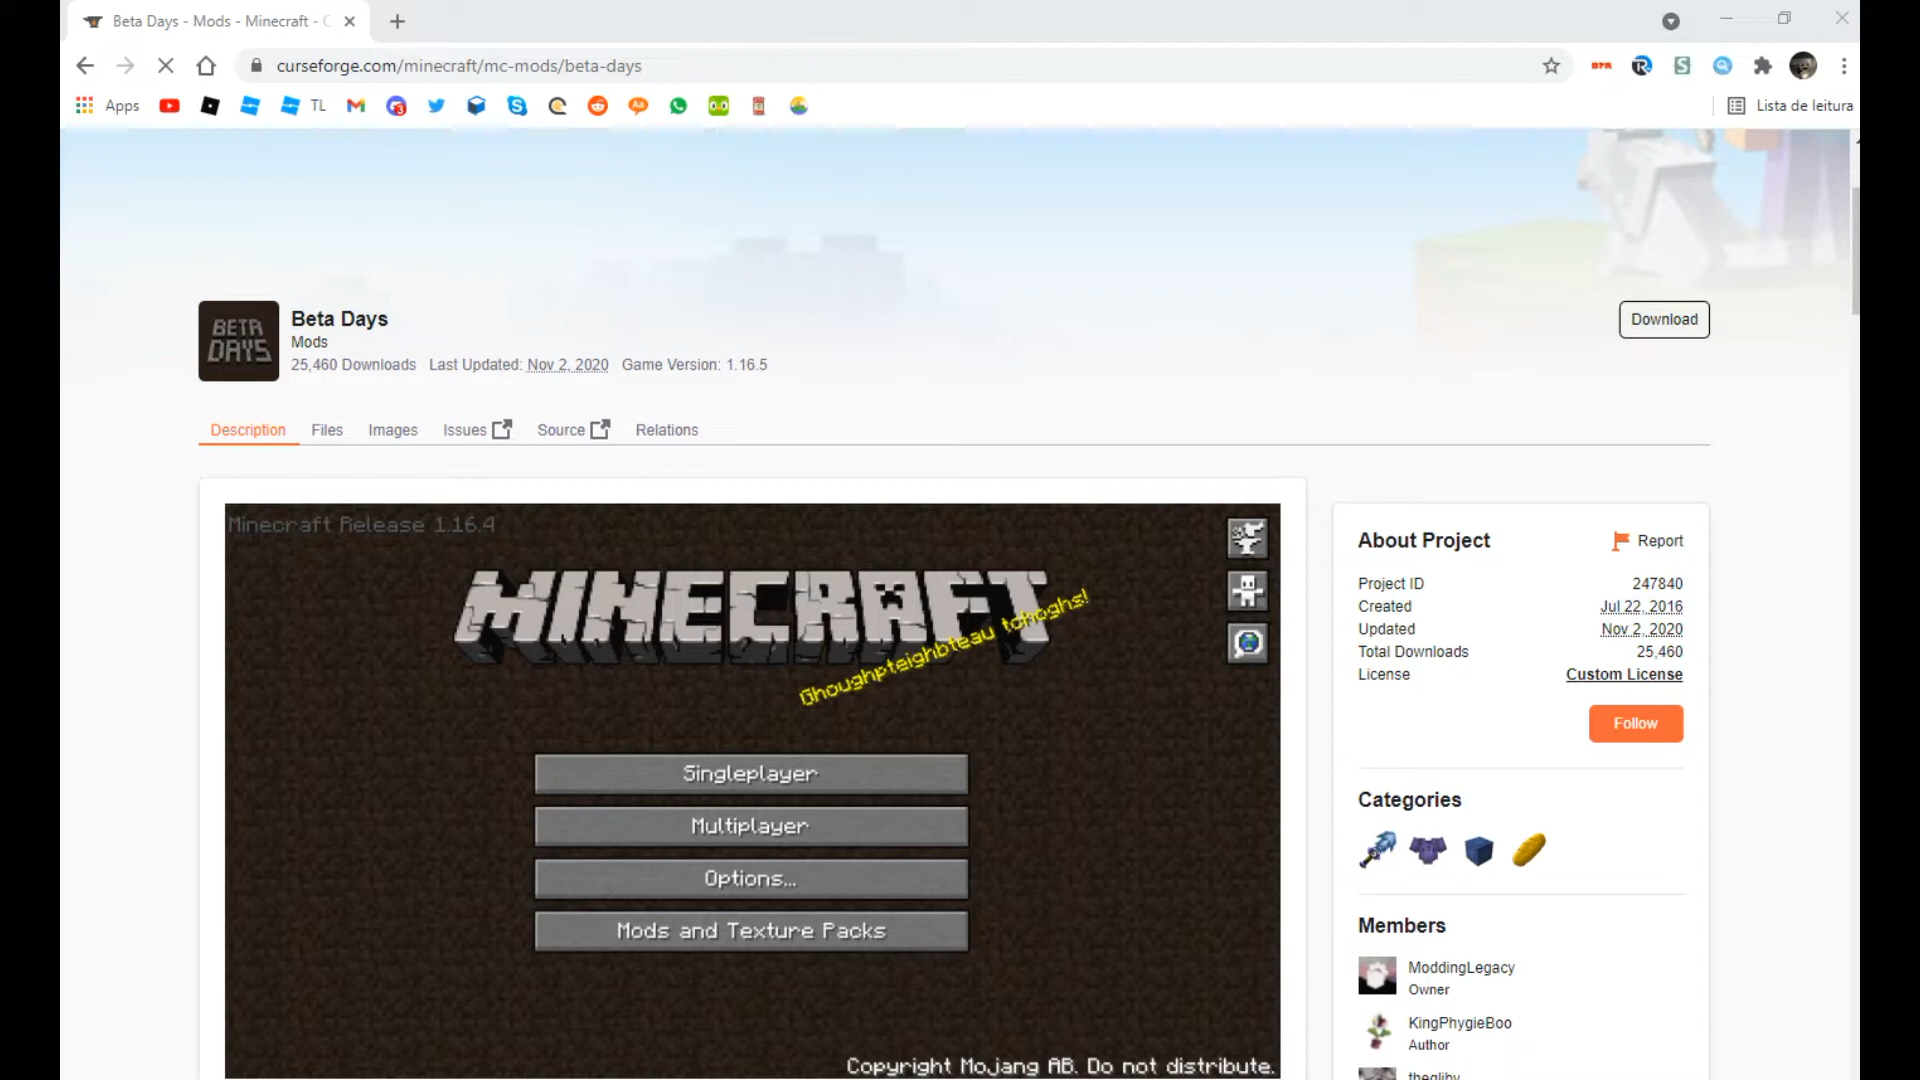 Beta Days - Mods - Minecraft - C
curseforge.com/minecraft/mc-mods/beta-days
Apps
TL
Lista de leitura
BETA DAYS
Beta Days
Mods
25,460 Downloads Last Updated: Nov 2, 2020 Game Version: 1.16.5
Download
Description Files Images Issues Source Relations
Minecraft Release 1.16.4
MINECRAFT
Ghoughpteighbteau tchoghs!
Singleplayer
Multiplayer
Options...
Mods and Texture Packs
Copyright Mojang AB. Do not distribute.
About Project
Report
Project ID 247840
Created Jul 22, 2016
Updated Nov 2, 2020
Total Downloads 25,460
License Custom License
Follow
Categories
Members
ModdingLegacy
Owner
KingPhygieBoo
Author